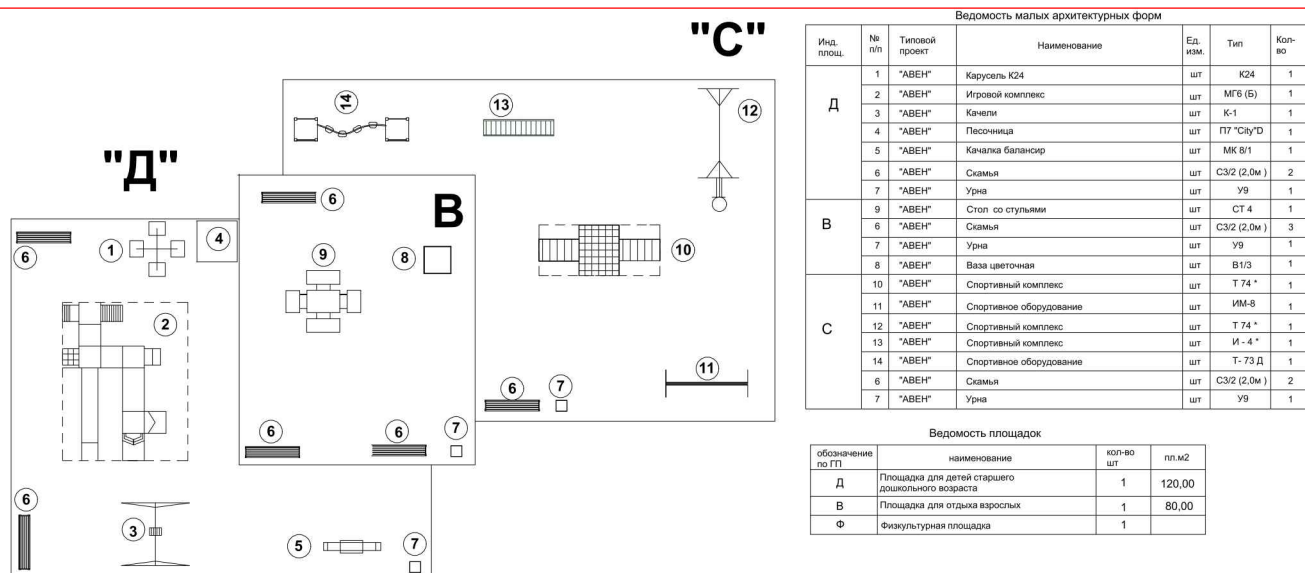 "С"
14
13
12
"Д"
6
В
6
1
4
9
8
10
2
11
6
7
6
6
7
6
3
5
7
Ведомость малых архитектурных форм
Инд. площ. № п/п Типовой проект Наименование Ед. изм. Тип Кол-во
Д
1 "АВЕН" Карусель К24 шт К24 1
2 "АВЕН" Игровой комплекс шт МГ6 (Б) 1
3 "АВЕН" Качели шт К-1 1
4 "АВЕН" Песочница шт П7 "City"D 1
5 "АВЕН" Качалка балансир шт МК 8/1 1
6 "АВЕН" Скамья шт С3/2 (2,0м ) 2
7 "АВЕН" Урна шт У9 1
В
9 "АВЕН" Стол со стульями шт СТ 4 1
6 "АВЕН" Скамья шт С3/2 (2,0м ) 3
7 "АВЕН" Урна шт У9 1
8 "АВЕН" Ваза цветочная шт В1/3 1
С
10 "АВЕН" Спортивный комплекс шт Т 74 * 1
11 "АВЕН" Спортивное оборудование шт ИМ-8 1
12 "АВЕН" Спортивный комплекс шт Т 74 * 1
13 "АВЕН" Спортивный комплекс шт И - 4 * 1
14 "АВЕН" Спортивное оборудование шт Т- 73 Д 1
6 "АВЕН" Скамья шт С3/2 (2,0м ) 2
7 "АВЕН" Урна шт У9 1
Ведомость площадок
обозначение по ГП наименование кол-во шт пл.м2
Д Площадка для детей старшего дошкольного возраста 1 120,00
В Площадка для отдыха взрослых 1 80,00
Ф Физкультурная площадка 1